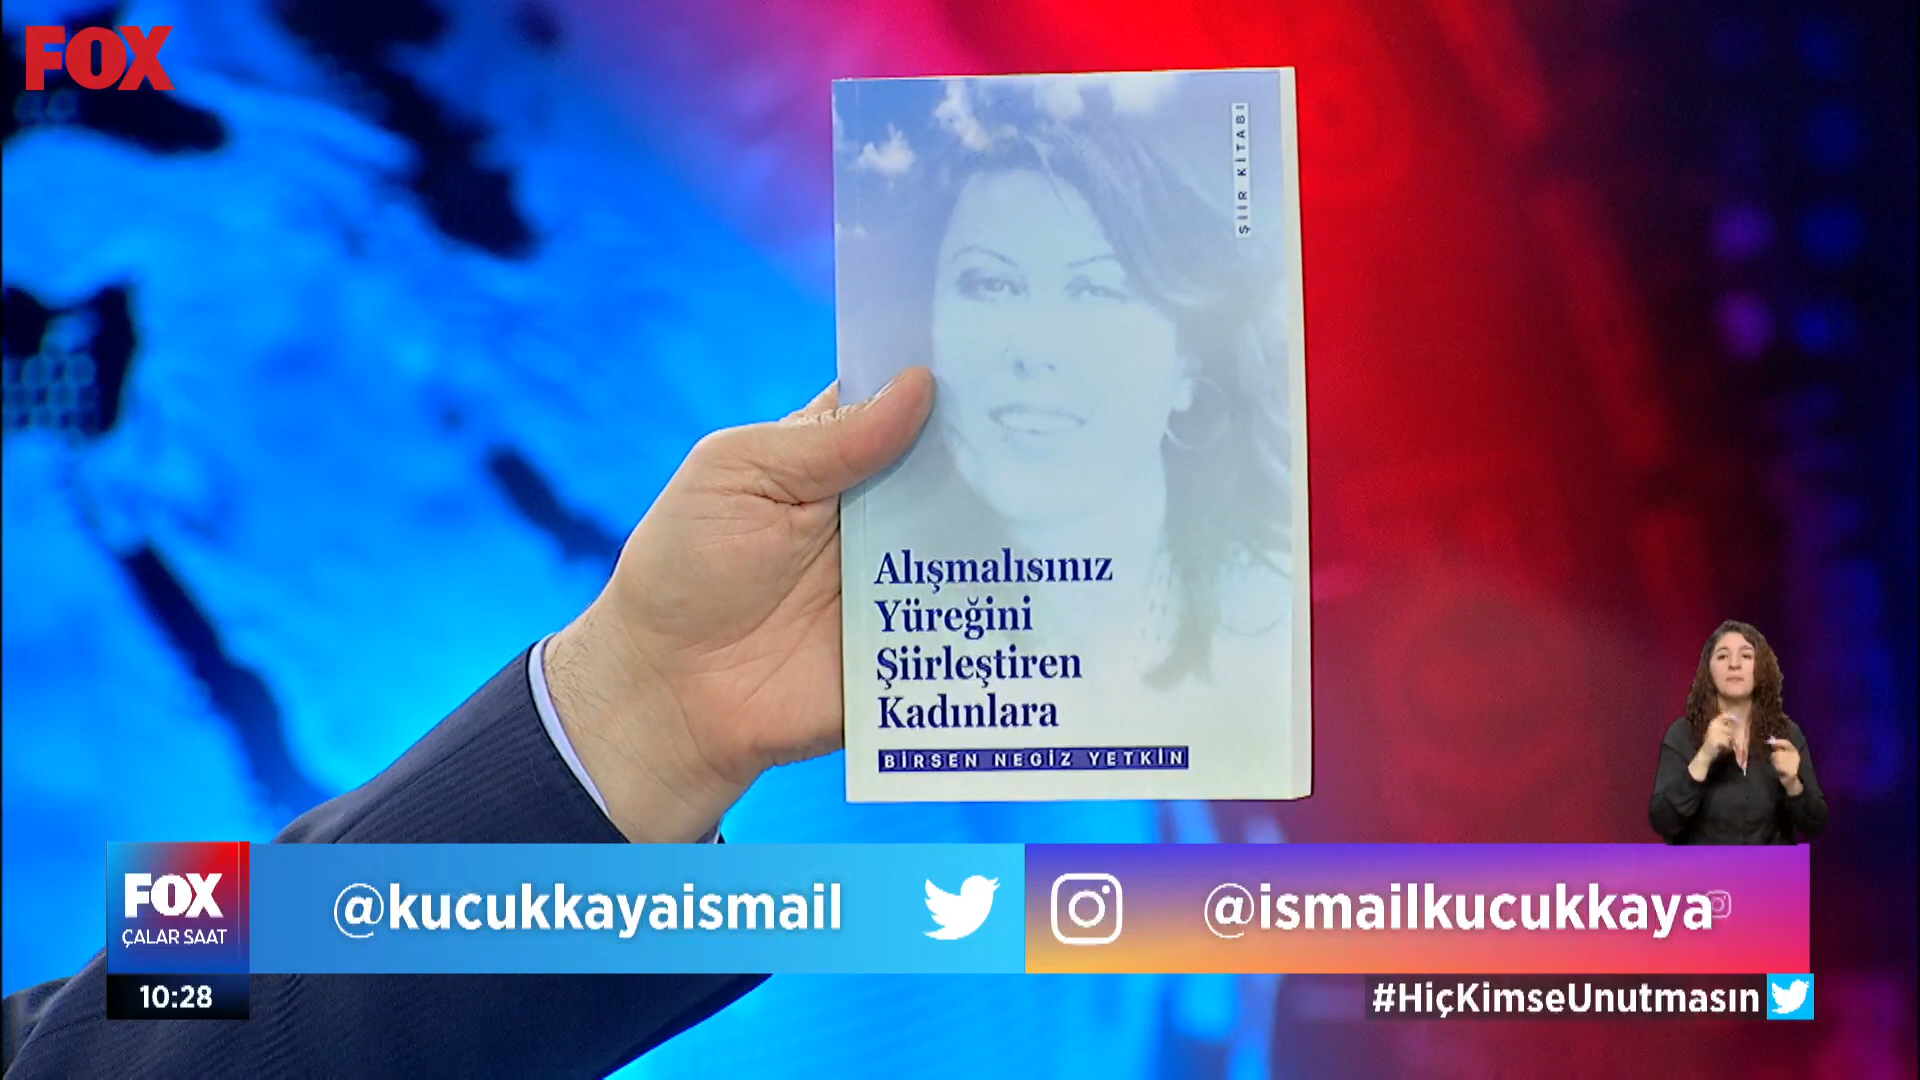 FOX
ŞİİR KİTABI
Alışmalısınız
Yüreğini
Şiirleştiren
Kadınlara
BİRSEN NEGİZ YETKİN
FOX
ÇALAR SAAT
@kucukkayaismail
@ismailkucukkaya
10:28
#HiçKimseUnutmasın